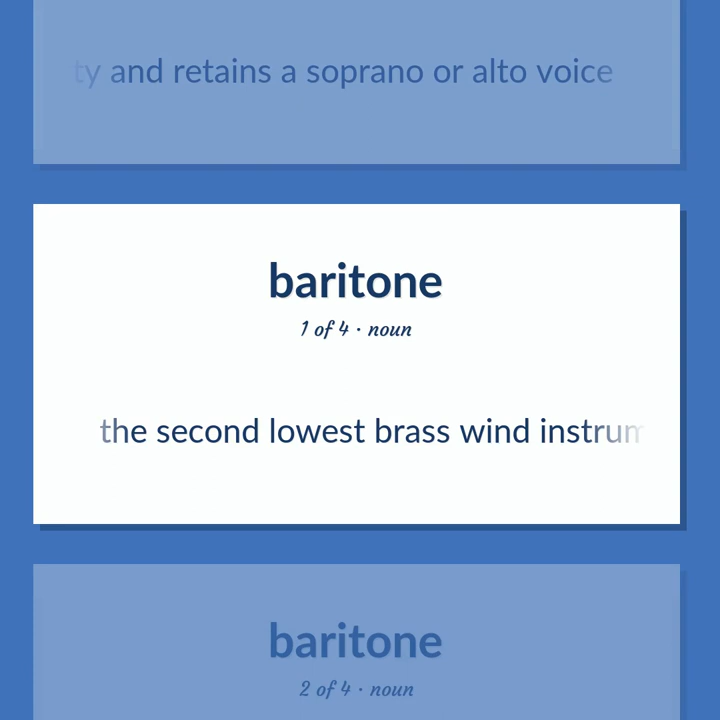 ty and retains a soprano or alto voice
baritone
1 of 4 · noun
the second lowest brass wind instrum
baritone
2 of 4 · noun